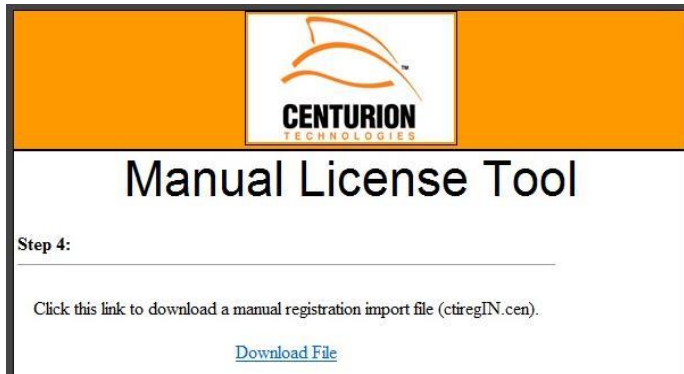 TM
CENTURION
TECHNOLOGIES
Manual License Tool
Step 4:
Click this link to download a manual registration import file (ctiregIN.cen).
Download File